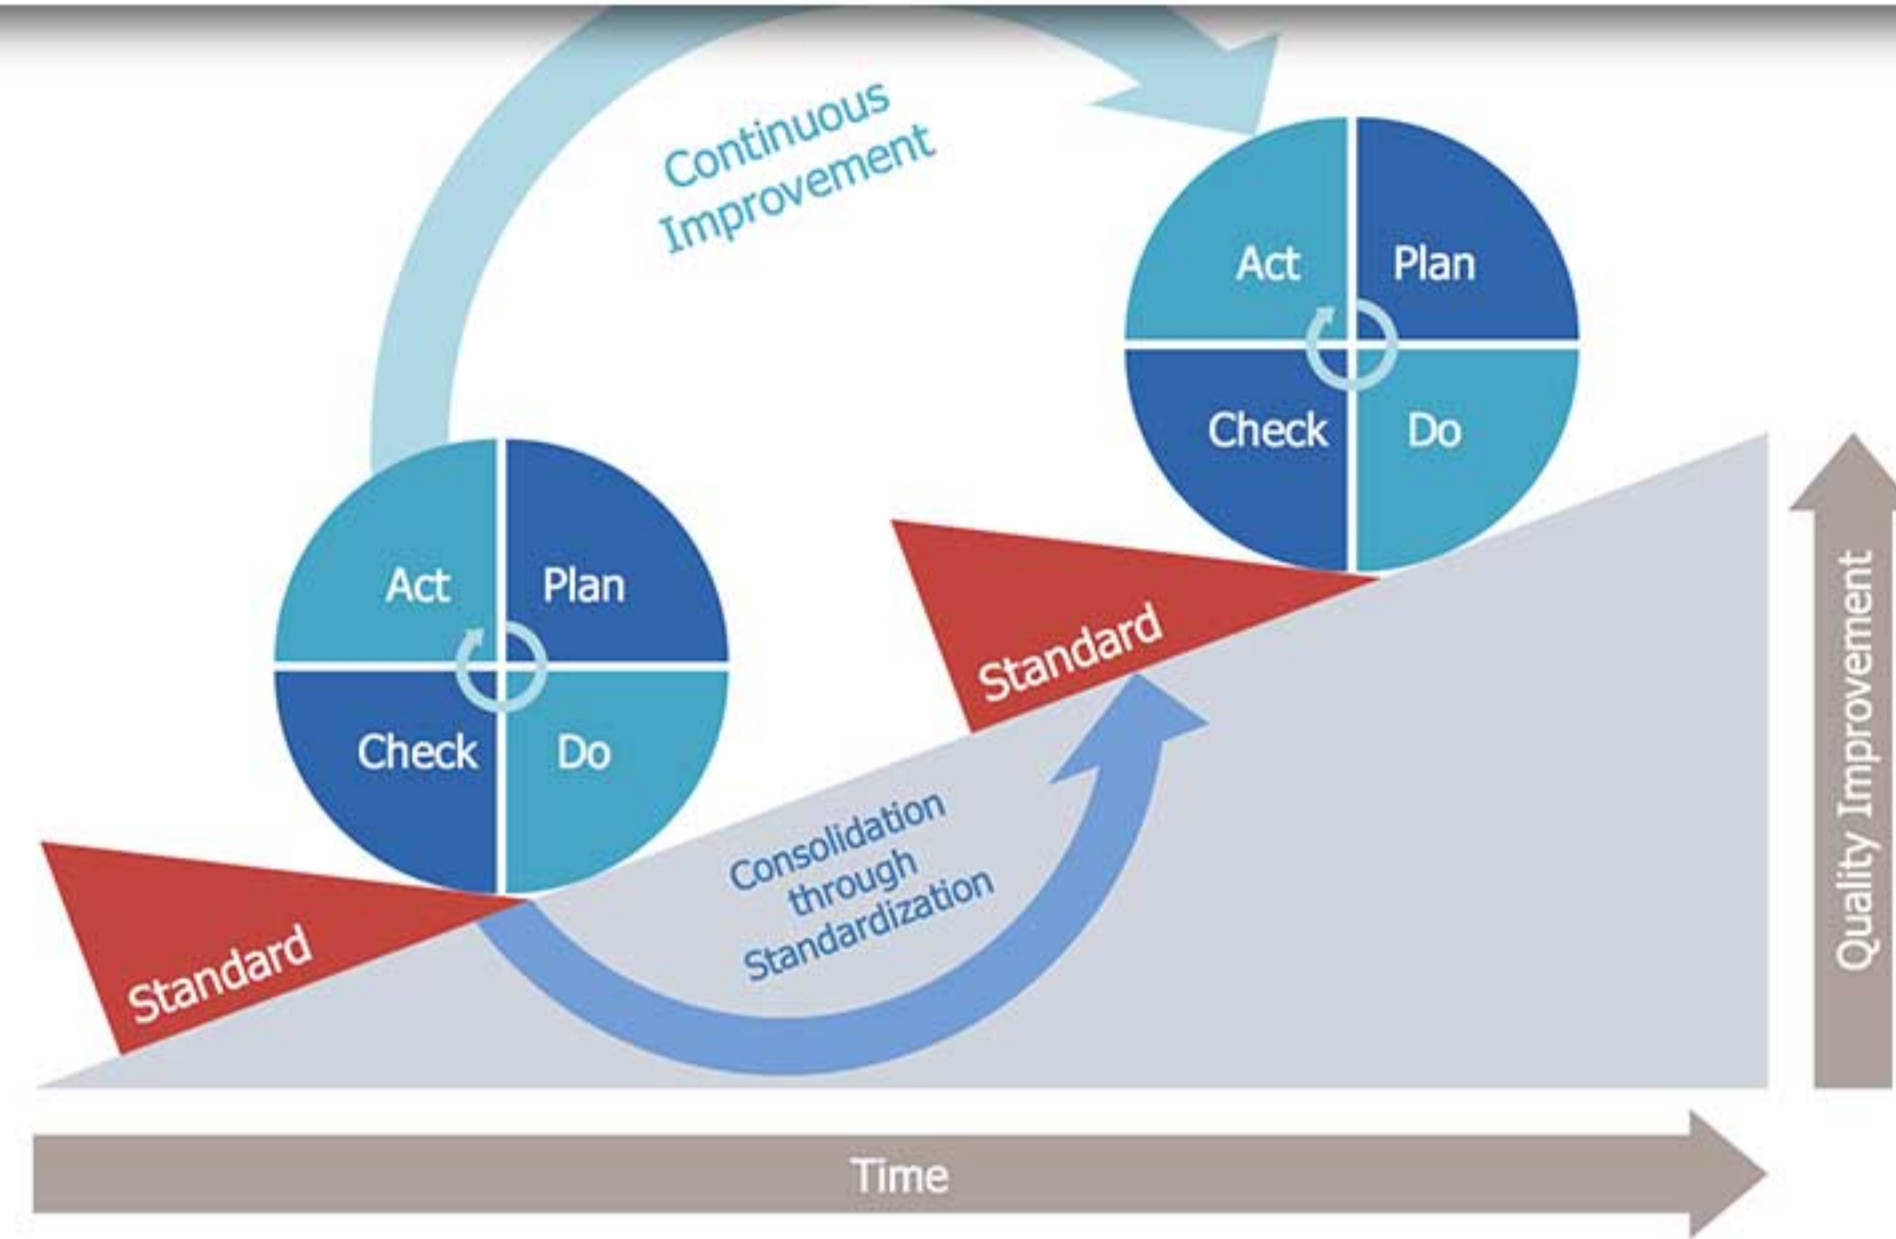 Continuous
Improvement
Act
Plan
Check
Do
Act
Plan
Check
Do
Standard
Standard
Consolidation
through
Standardization
Quality Improvement
Time